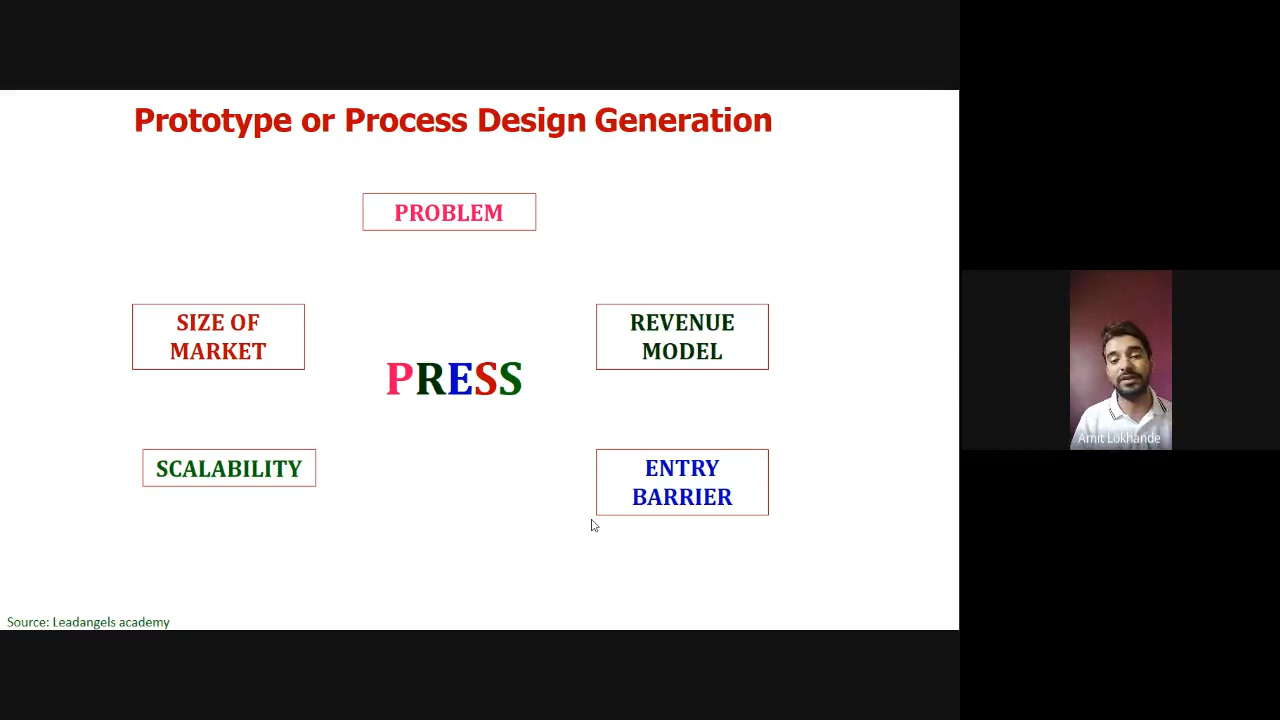 Prototype or Process Design Generation
PROBLEM
SIZE OF
MARKET
REVENUE
MODEL
PRESS
SCALABILITY
ENTRY
BARRIER
Source: Leadangels academy
Amit Lokhande